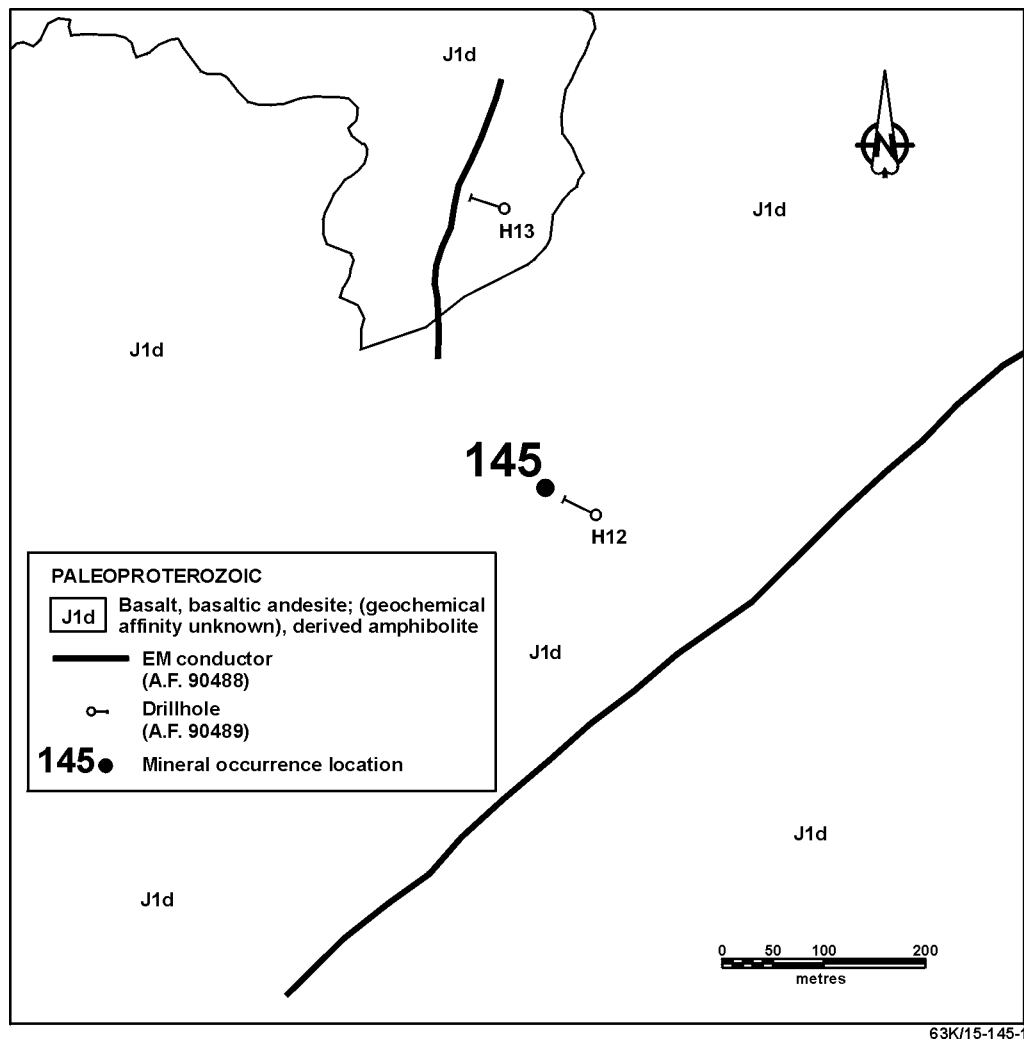 J1d
N
J1d
H13
J1d
145
H12
PALEOPROTEROZOIC
J1d
Basalt, basaltic andesite; (geochemical
affinity unknown), derived amphibolite
EM conductor
(A.F. 90488)
Drillhole
(A.F. 90489)
145
Mineral occurrence location
J1d
J1d
J1d
0 50 100 200
metres
63K/15-145-1